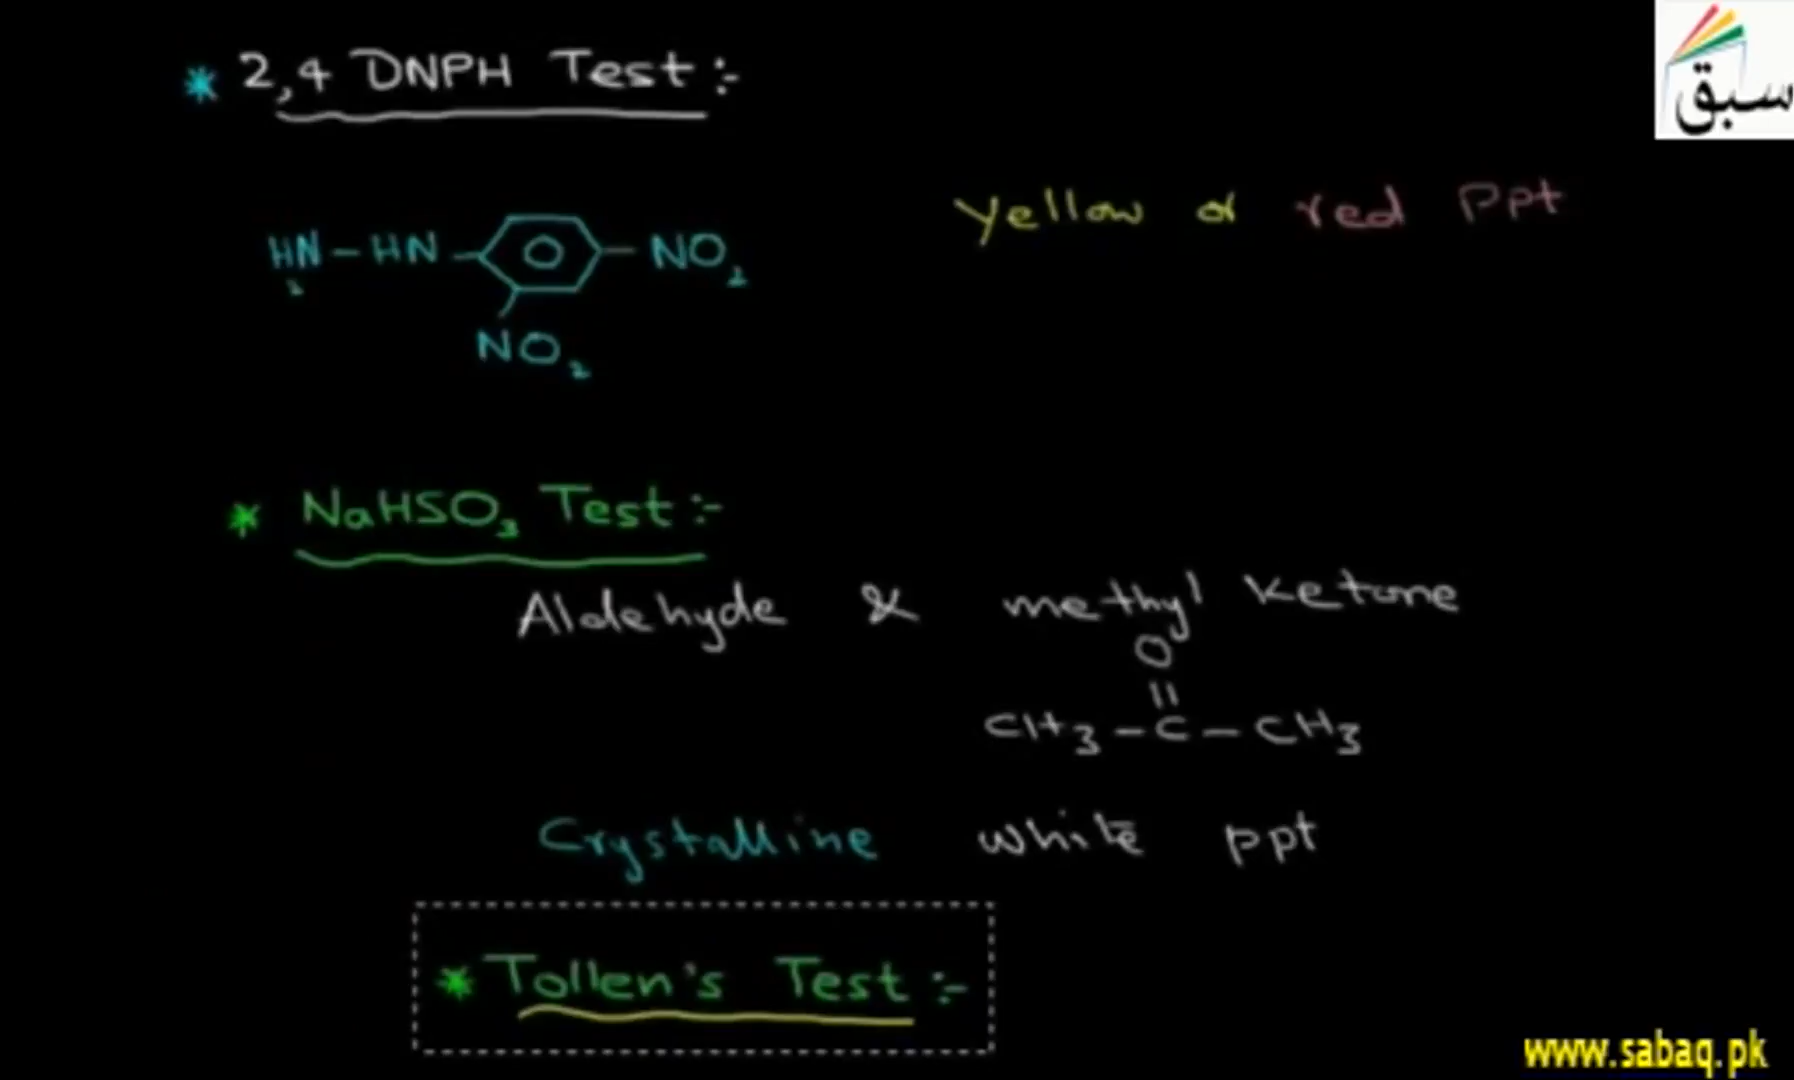 * 2,4 DNPH Test :-
سبق
Yellow or red ppt
H₂N - HN - NO₂
NO₂
* NaHSO₃ Test :-
Aldehyde & methyl ketone
O
CH₃ - C - CH₃
Crystalline white ppt
* Tollen's Test :-
www.sabaq.pk